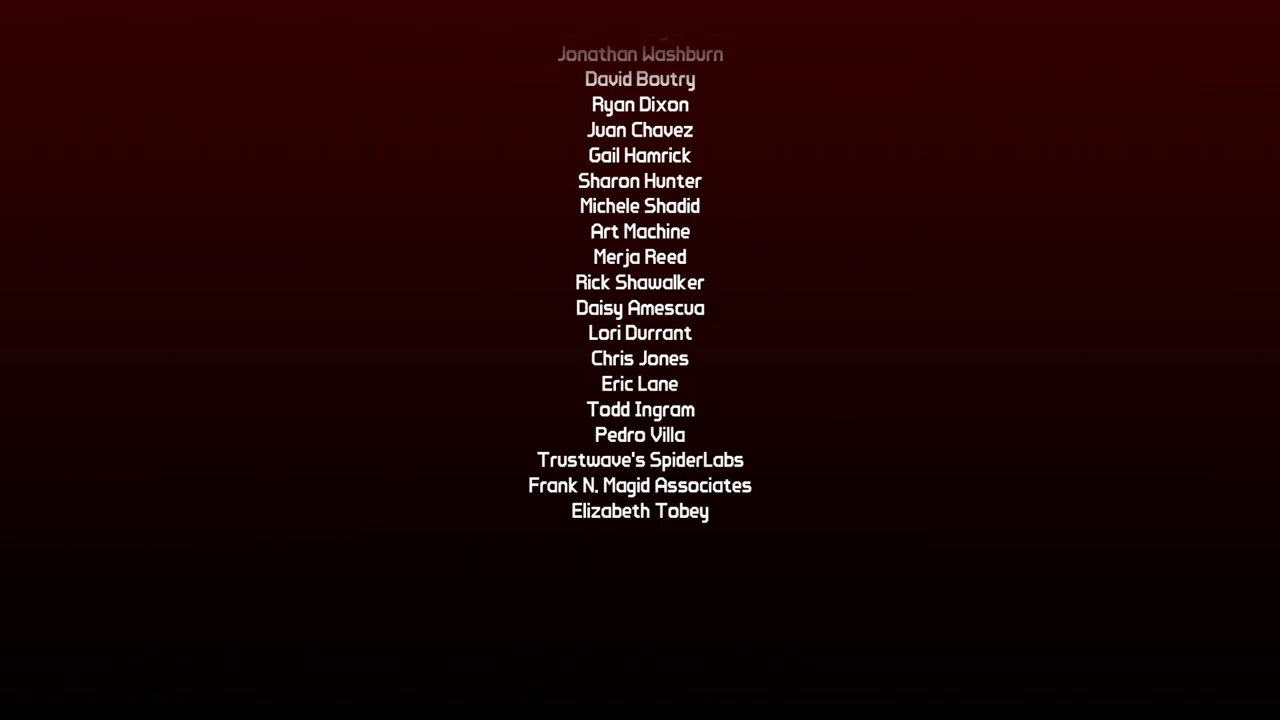 Jonathan Washburn
David Boutry
Ryan Dixon
Juan Chavez
Gail Hamrick
Sharon Hunter
Michele Shadid
Art Machine
Merja Reed
Rick Shawalker
Daisy Amescua
Lori Durrant
Chris Jones
Eric Lane
Todd Ingram
Pedro Villa
Trustwave's SpiderLabs
Frank N. Magid Associates
Elizabeth Tobey